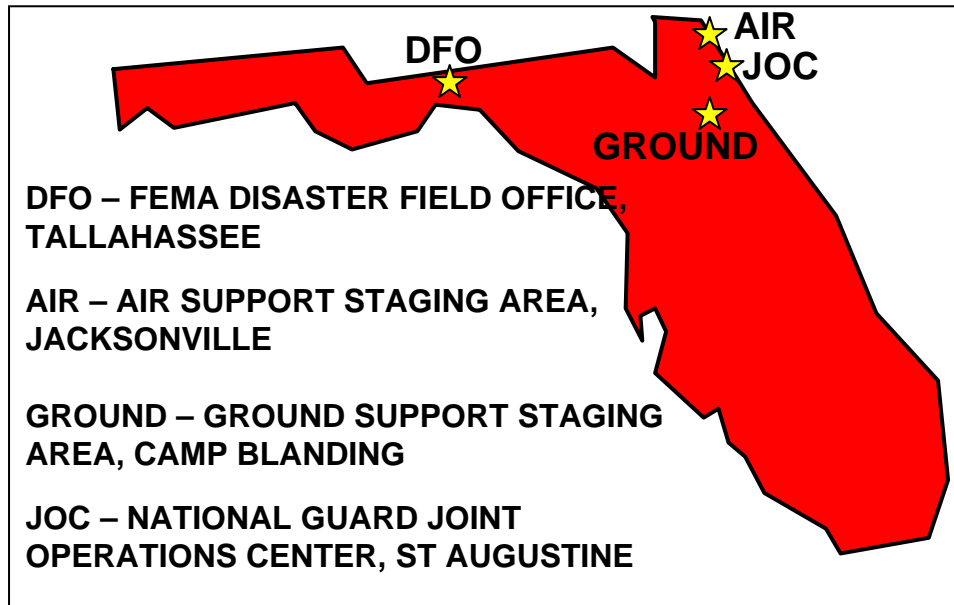 AIR
DFO
JOC
GROUND
DFO – FEMA DISASTER FIELD OFFICE,
TALLAHASSEE
AIR – AIR SUPPORT STAGING AREA,
JACKSONVILLE
GROUND – GROUND SUPPORT STAGING
AREA, CAMP BLANDING
JOC – NATIONAL GUARD JOINT
OPERATIONS CENTER, ST AUGUSTINE